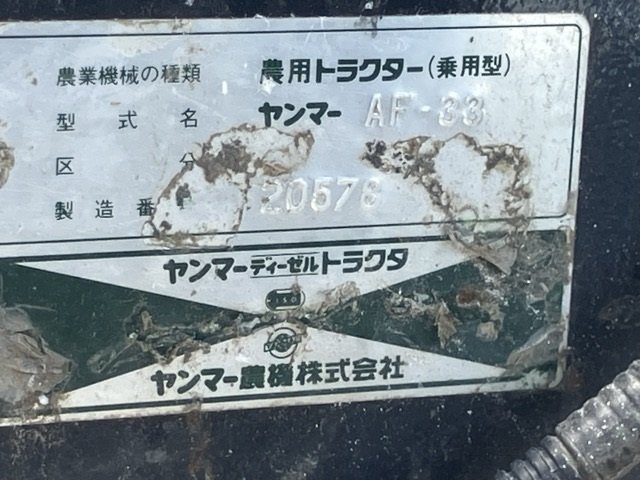 農業機械の種類 農用トラクター(乗用型)
型式名 ヤンマー AF-33
区分
製造番号 20578
ヤンマーディーゼルトラクタ
ヤンマー農機株式会社